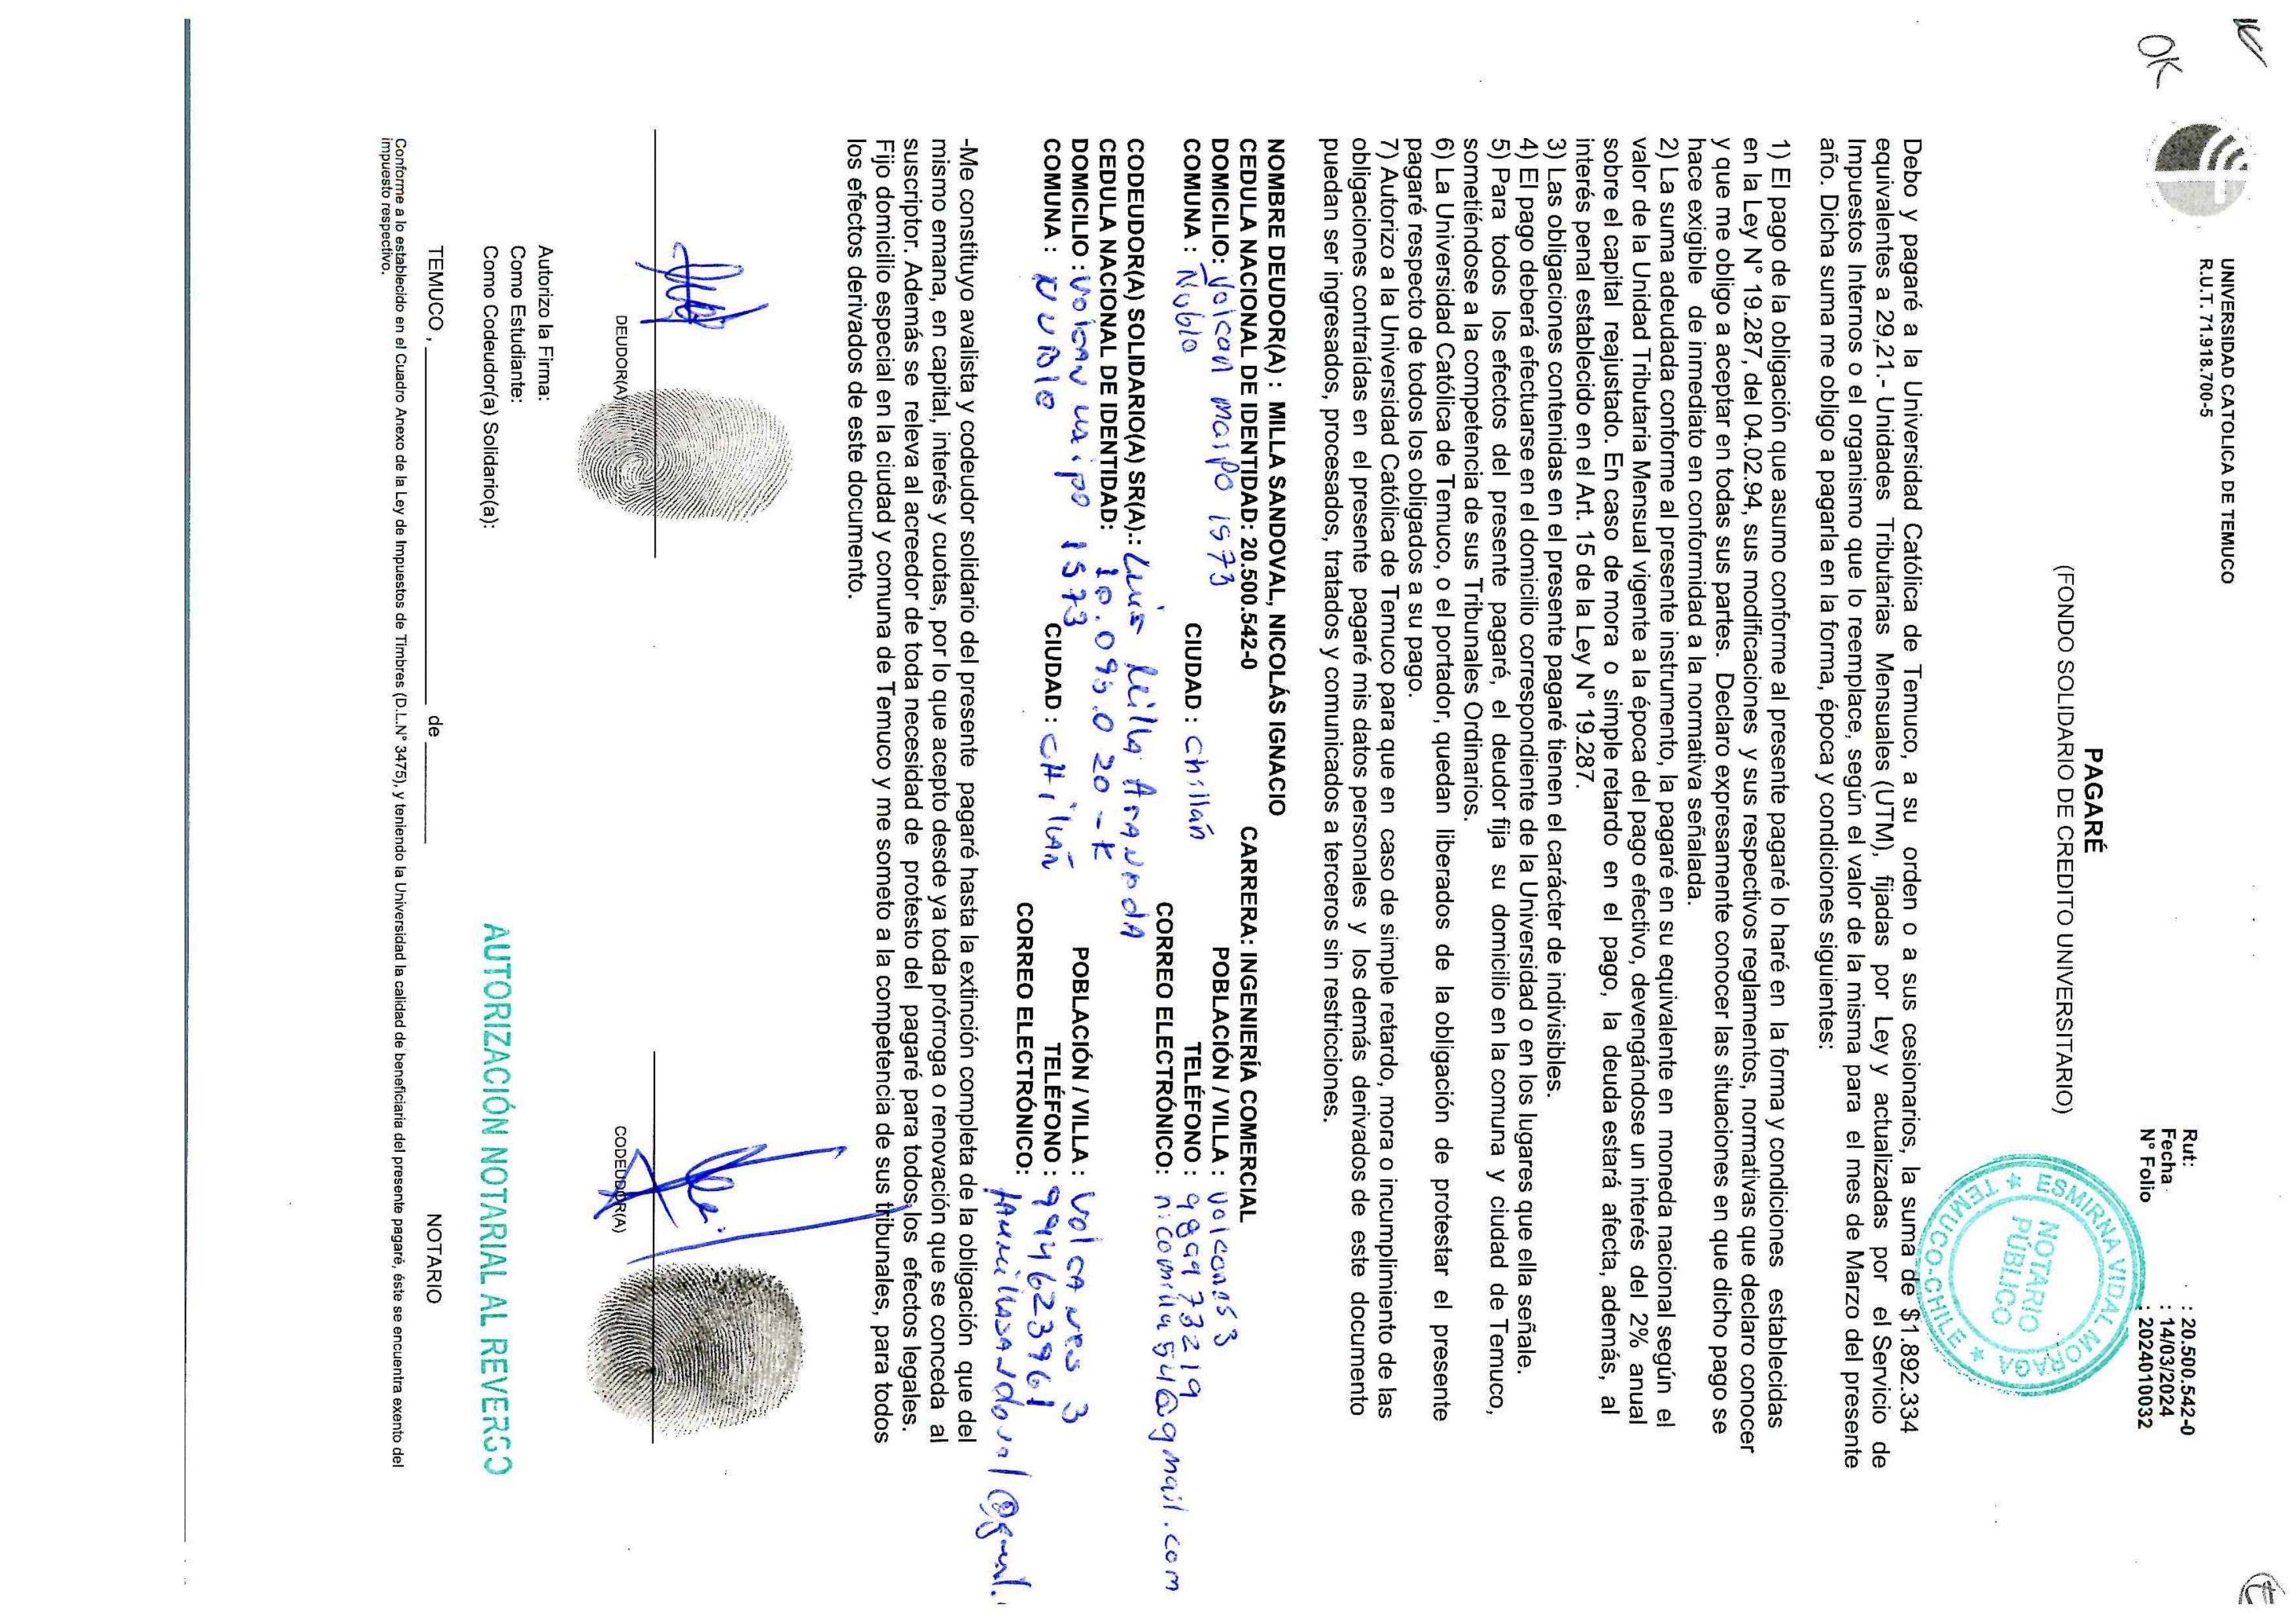 OK
UNIVERSIDAD CATOLICA DE TEMUCO
R.U.T. 71.918.700-5
Rut: : 20.500.542-0
Fecha : 14/03/2024
N° Folio : 2024010032
PAGARÉ
(FONDO SOLIDARIO DE CREDITO UNIVERSITARIO)
ESMIRNA VIDAL MORAGA
TEMUCO-CHILE
NOTARIO
PÚBLICO
Debo y pagaré a la Universidad Católica de Temuco, a su orden o a sus cesionarios, la suma de $1.892.334
equivalentes a 29,21.- Unidades Tributarias Mensuales (UTM), fijadas por Ley y actualizadas por el Servicio de
Impuestos Internos o el organismo que lo reemplace, según el valor de la misma para el mes de Marzo del presente
año. Dicha suma me obligo a pagarla en la forma, época y condiciones siguientes:
1) El pago de la obligación que asumo conforme al presente pagaré lo haré en la forma y condiciones establecidas
en la Ley N° 19.287, del 04.02.94, sus modificaciones y sus respectivos reglamentos, normativas que declaro conocer
y que me obligo a aceptar en todas sus partes. Declaro expresamente conocer las situaciones en que dicho pago se
hace exigible de inmediato en conformidad a la normativa señalada.
2) La suma adeudada conforme al presente instrumento, la pagaré en su equivalente en moneda nacional según el
valor de la Unidad Tributaria Mensual vigente a la época del pago efectivo, devengándose un interés del 2% anual
sobre el capital reajustado. En caso de mora o simple retardo en el pago, la deuda estará afecta, además, al
interés penal establecido en el Art. 15 de la Ley N° 19.287.
3) Las obligaciones contenidas en el presente pagaré tienen el carácter de indivisibles.
4) El pago deberá efectuarse en el domicilio correspondiente de la Universidad o en los lugares que ella señale.
5) Para todos los efectos del presente pagaré, el deudor fija su domicilio en la comuna y ciudad de Temuco,
sometiéndose a la competencia de sus Tribunales Ordinarios.
6) La Universidad Católica de Temuco, o el portador, quedan liberados de la obligación de protestar el presente
pagaré respecto de todos los obligados a su pago.
7) Autorizo a la Universidad Católica de Temuco para que en caso de simple retardo, mora o incumplimiento de las
obligaciones contraídas en el presente pagaré mis datos personales y los demás derivados de este documento
puedan ser ingresados, procesados, tratados y comunicados a terceros sin restricciones.
NOMBRE DEUDOR(A) : MILLA SANDOVAL, NICOLÁS IGNACIO
CEDULA NACIONAL DE IDENTIDAD: 20.500.542-0 CARRERA: INGENIERÍA COMERCIAL
DOMICILIO: Volcan maipo 1573 POBLACIÓN / VILLA : volcones 3
COMUNA : Ñuble CIUDAD : chillán TELÉFONO : 989973219
CORREO ELECTRÓNICO: nicomilla54@gmail.com
CODEUDOR(A) SOLIDARIO(A) SR(A).: Luis Milla Aranda
CEDULA NACIONAL DE IDENTIDAD: 10.095.020-K
DOMICILIO : Volcan maipo 1573 POBLACIÓN / VILLA : Volcanes 3
COMUNA : ÑUBLE CIUDAD : CHillán TELÉFONO : 994623961
CORREO ELECTRÓNICO:
-Me constituyo avalista y codeudor solidario del presente pagaré hasta la extinción completa de la obligación que del
mismo emana, en capital, interés y cuotas, por lo que acepto desde ya toda prórroga o renovación que se conceda al
suscriptor. Además se releva al acreedor de toda necesidad de protesto del pagaré para todos los efectos legales.
Fijo domicilio especial en la ciudad y comuna de Temuco y me someto a la competencia de sus tribunales, para todos
los efectos derivados de este documento.
DEUDOR(A) CODEUDOR(A)
Autorizo la Firma:
Como Estudiante:
Como Codeudor(a) Solidario(a):
AUTORIZACIÓN NOTARIAL AL REVERSO
TEMUCO, de NOTARIO
Conforme a lo establecido en el Cuadro Anexo de la Ley de Impuestos de Timbres (D.L.N° 3475), y teniendo la Universidad la calidad de beneficiaria del presente pagaré, éste se encuentra exento del
impuesto respectivo.